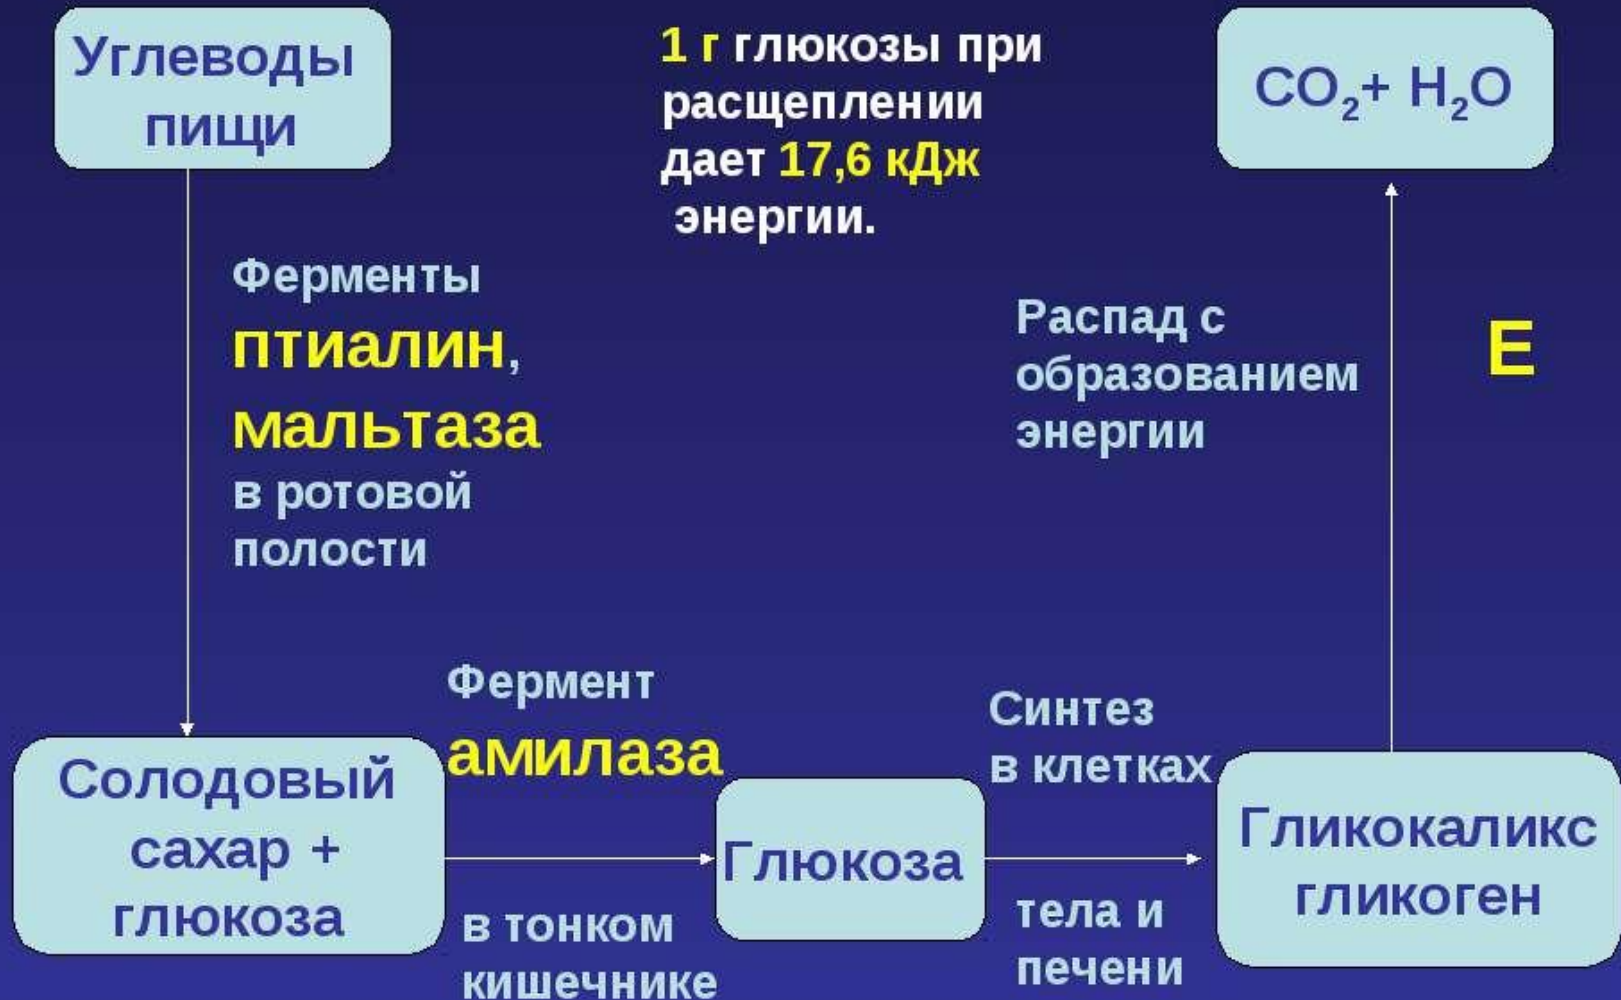 Углеводы
пищи
1 г глюкозы при
расщеплении
дает 17,6 кДж
энергии.
CO₂+ H₂O
Ферменты
птиалин,
мальтаза
в ротовой
полости
Распад с
образованием
энергии
Е
Солодовый
сахар +
глюкоза
Фермент
амилаза
в тонком
кишечнике
Глюкоза
Синтез
в клетках
тела и
печени
Гликокаликс
гликоген